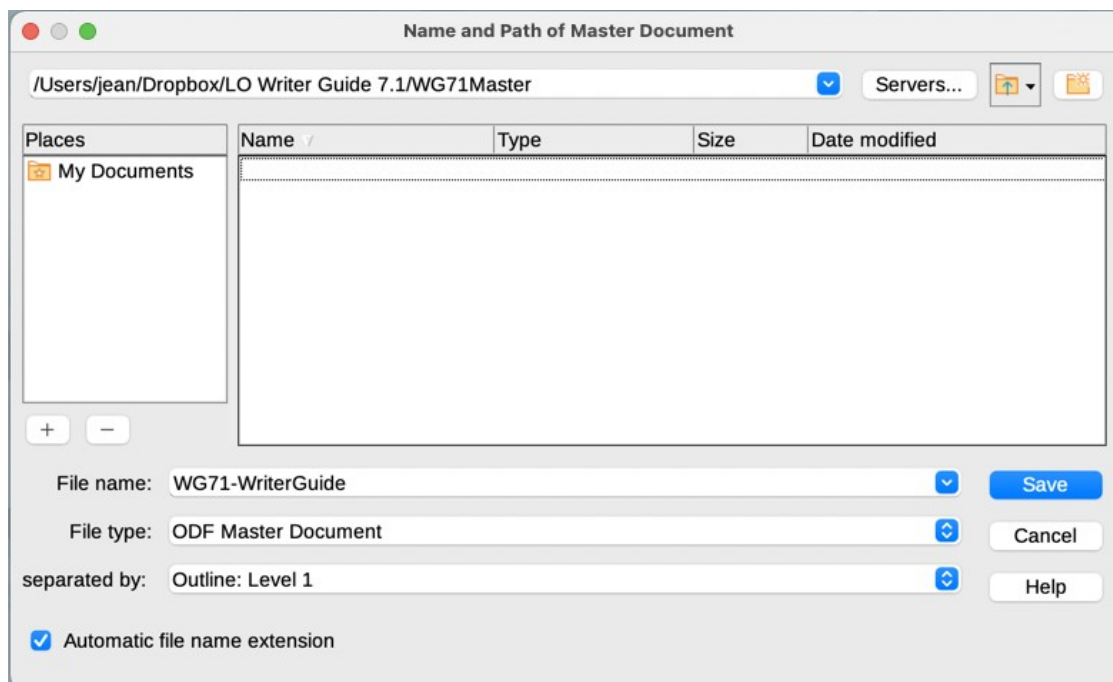 Name and Path of Master Document
/Users/jean/Dropbox/LO Writer Guide 7.1/WG71Master Servers...
Places Name Type Size Date modified
My Documents
+ −
File name: WG71-WriterGuide Save
File type: ODF Master Document Cancel
separated by: Outline: Level 1 Help
Automatic file name extension